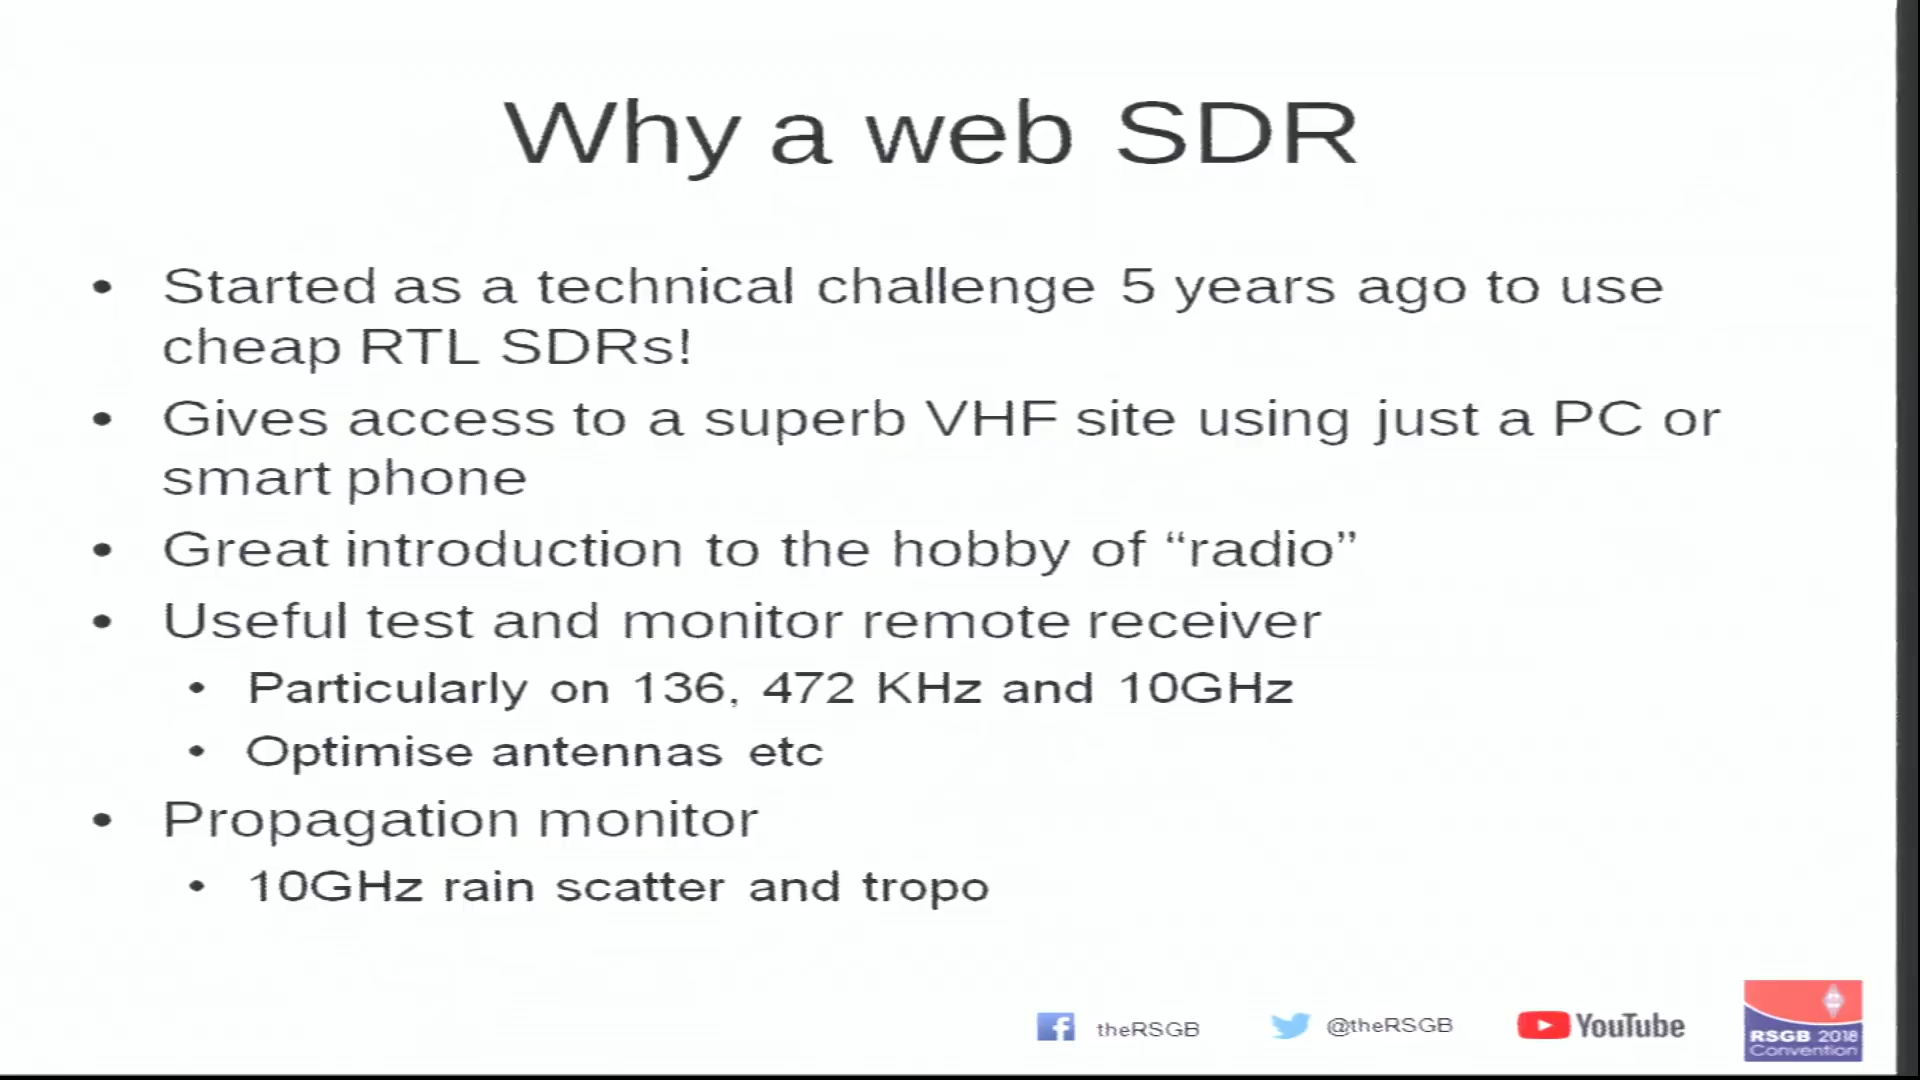 Why a web SDR
• Started as a technical challenge 5 years ago to use
cheap RTL SDRs!
• Gives access to a superb VHF site using just a PC or
smart phone
• Great introduction to the hobby of “radio”
• Useful test and monitor remote receiver
• Particularly on 136, 472 KHz and 10GHz
• Optimise antennas etc
• Propagation monitor
• 10GHz rain scatter and tropo
f theRSGB
@theRSGB
YouTube
RSGB 2018
Convention